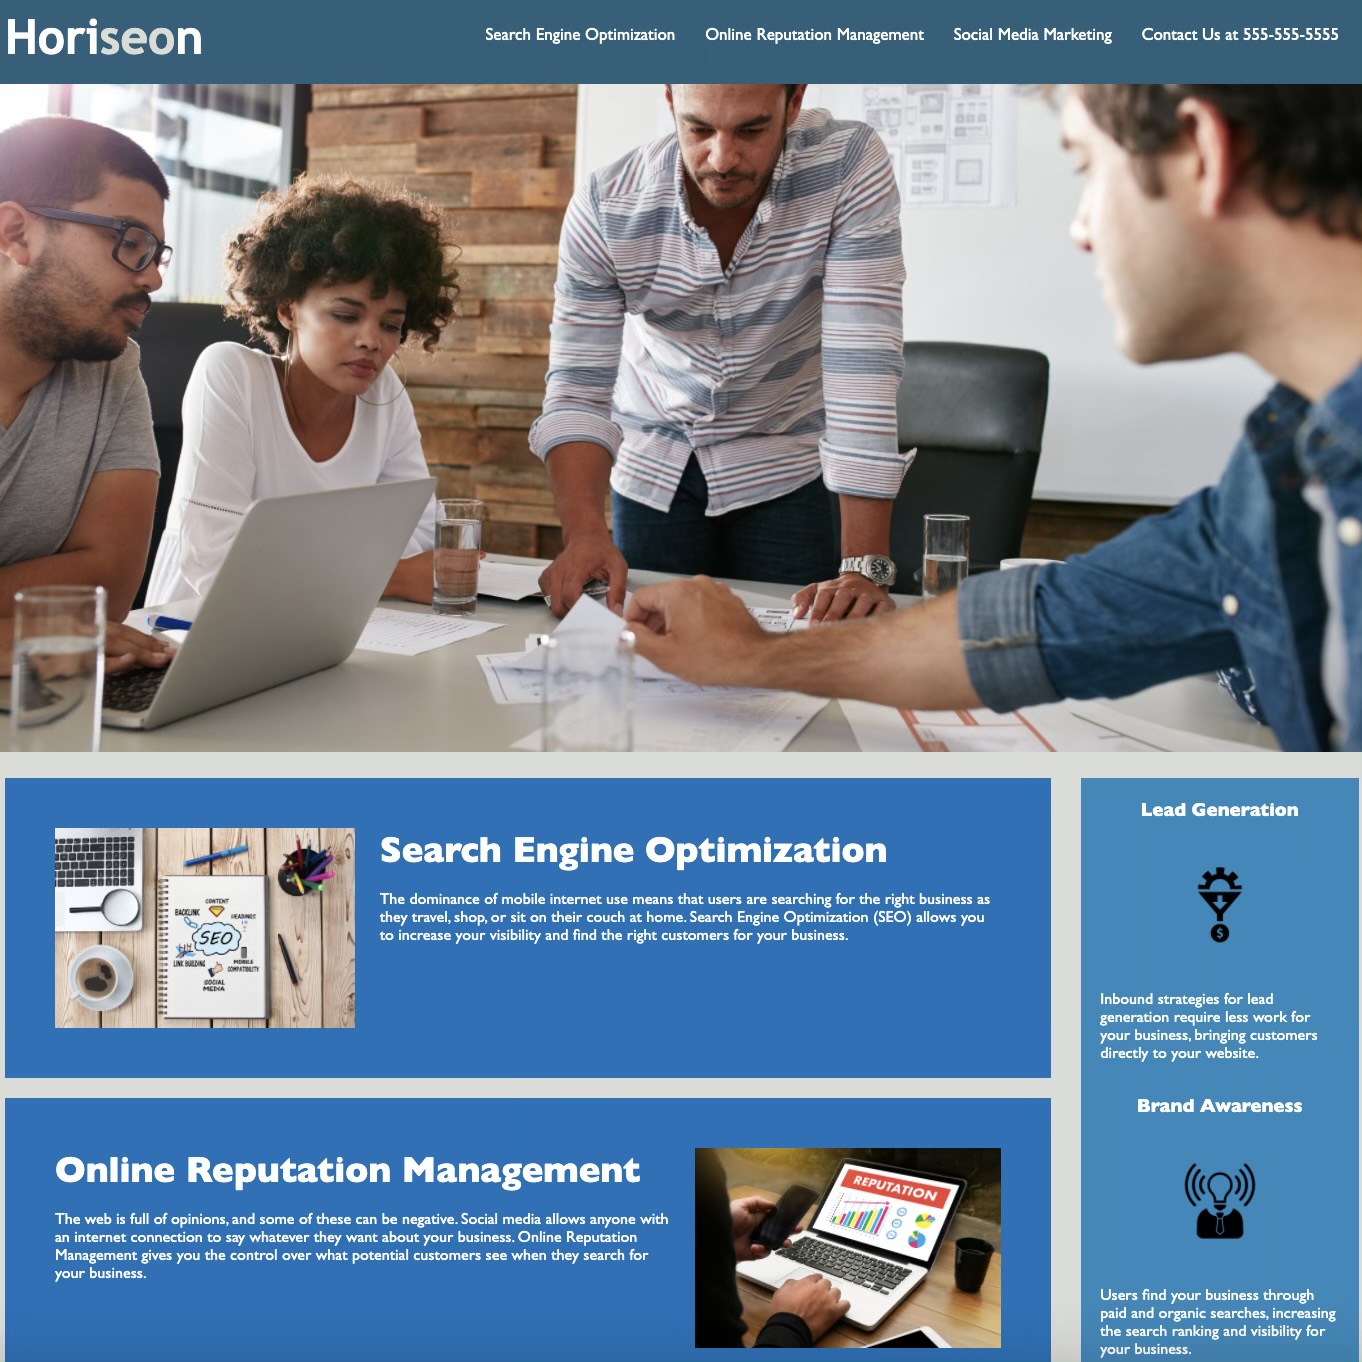 Horiseon
Search Engine Optimization
Online Reputation Management
Social Media Marketing
Contact Us at 555-555-5555
Search Engine Optimization
The dominance of mobile internet use means that users are searching for the right business as
they travel, shop, or sit on their couch at home. Search Engine Optimization (SEO) allows you
to increase your visibility and find the right customers for your business.
CONTENT
BACKLINK
HEADINGS
SEO
LINK BUILDING
MOBILE
COMPATIBILITY
SOCIAL
MEDIA
Online Reputation Management
The web is full of opinions, and some of these can be negative. Social media allows anyone with
an internet connection to say whatever they want about your business. Online Reputation
Management gives you the control over what potential customers see when they search for
your business.
REPUTATION
Lead Generation
$
Inbound strategies for lead
generation require less work for
your business, bringing customers
directly to your website.
Brand Awareness
Users find your business through
paid and organic searches, increasing
the search ranking and visibility for
your business.